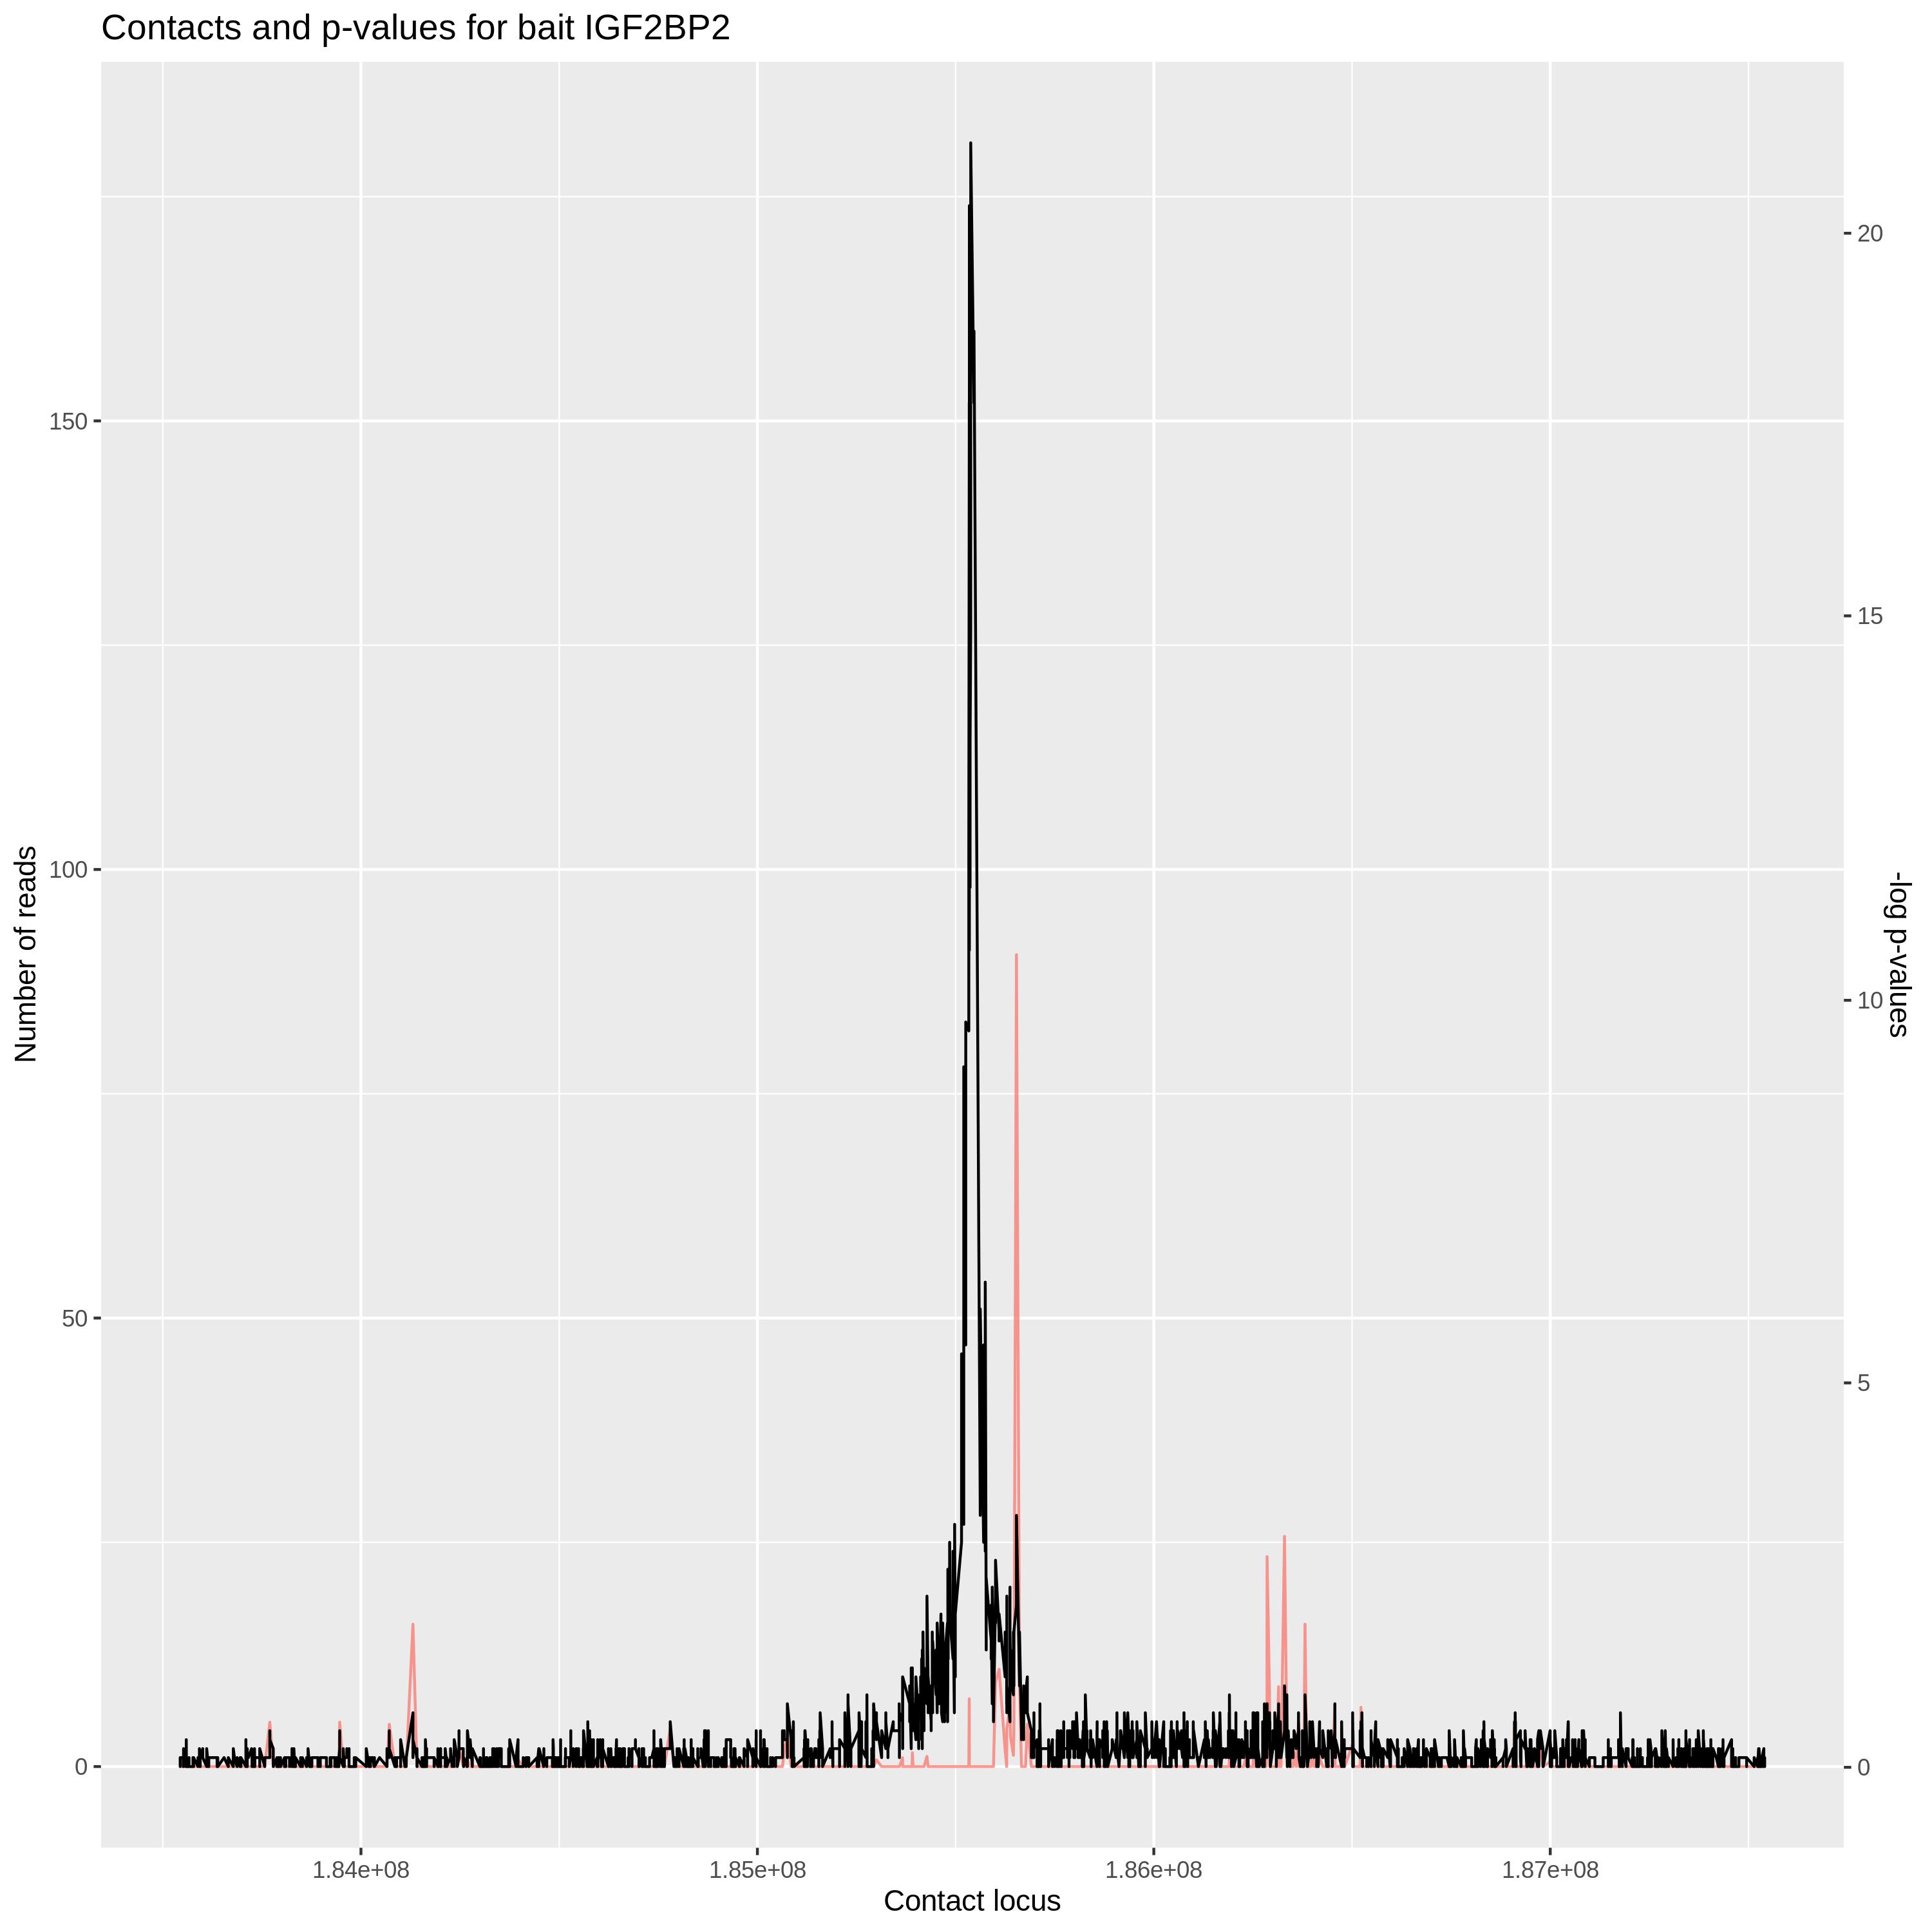 Contacts and p-values for bait IGF2BP2
Number of reads
150
100
50
0
20
15
10
5
0
-log p-values
1.84e+08
1.85e+08
1.86e+08
1.87e+08
Contact locus